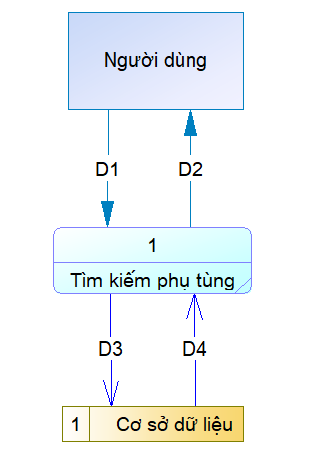 Người dùng
D1
D2
1
Tìm kiếm phụ tùng
D3
D4
1
Cơ sở dữ liệu